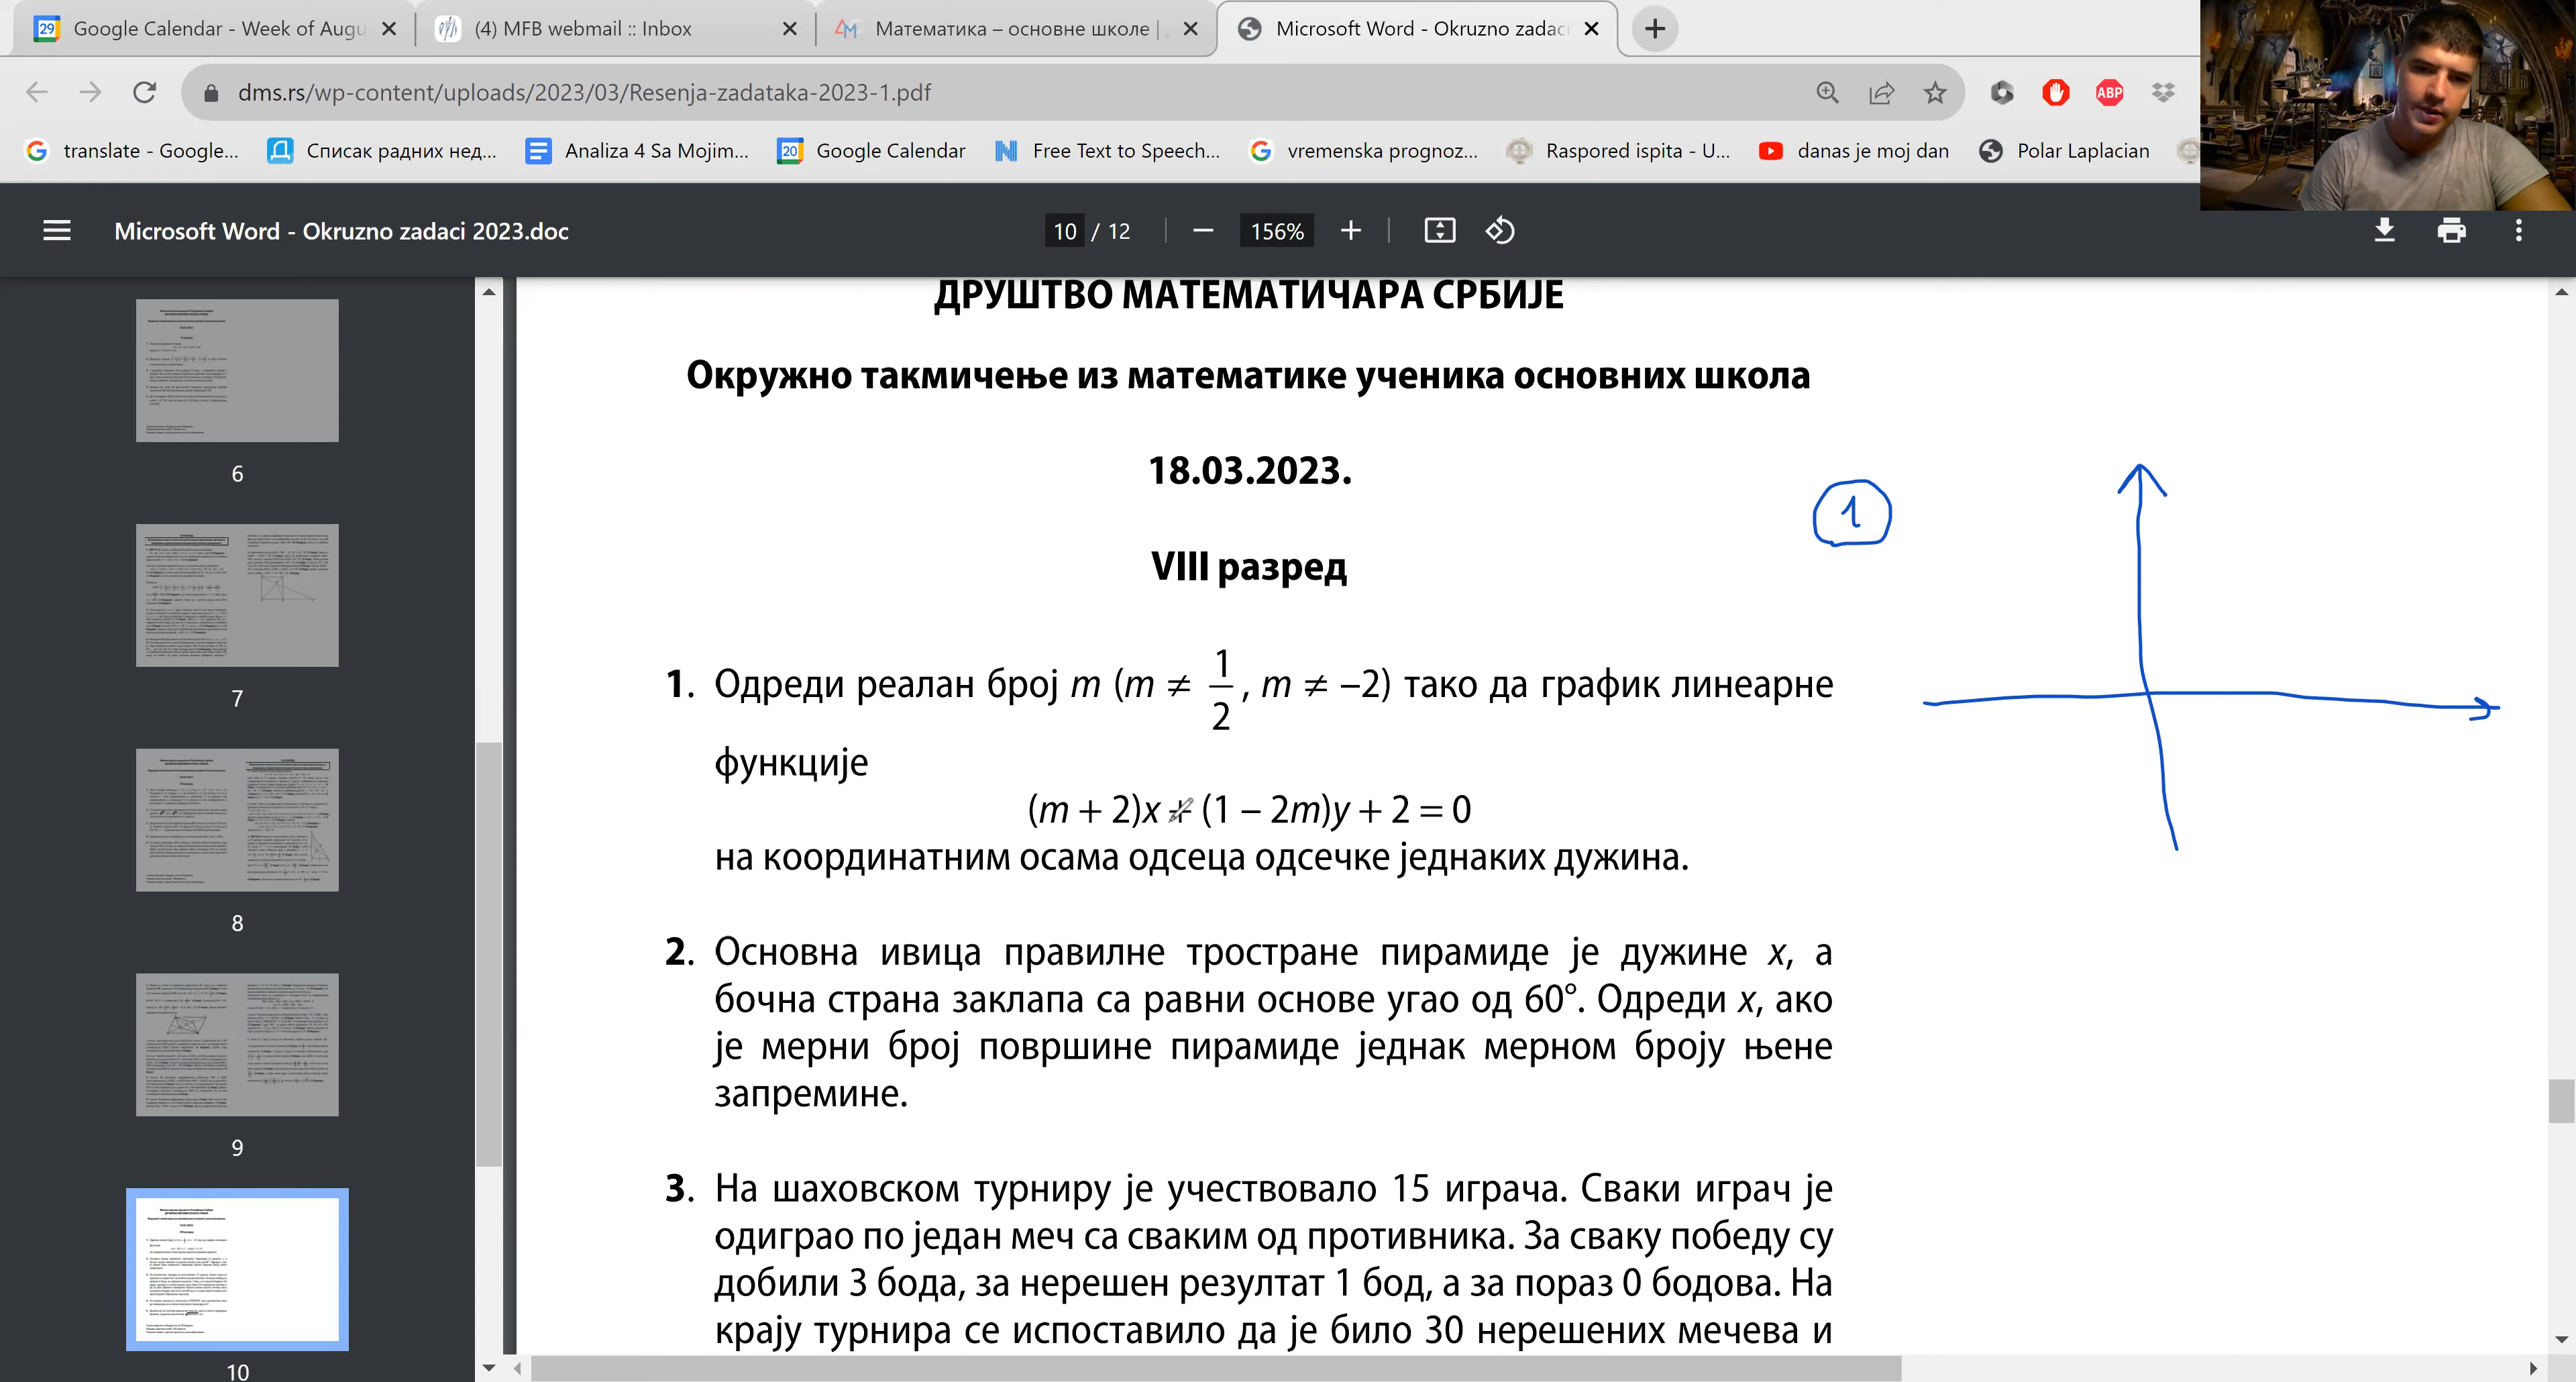 Google Calendar - Week of Augu
(4) MFB webmail :: Inbox
Математика – основне школе |
Microsoft Word - Okruzno zadaci
dms.rs/wp-content/uploads/2023/03/Resenja-zadataka-2023-1.pdf
ABP
translate - Google...
Списак радних нед...
Analiza 4 Sa Mojim...
Google Calendar
Free Text to Speech...
vremenska prognoz...
Raspored ispita - U...
danas je moj dan
Polar Laplacian
Microsoft Word - Okruzno zadaci 2023.doc
10 / 12
156%
6
7
8
9
10
ДРУШТВО МАТЕМАТИЧАРА СРБИЈЕ
Окружно такмичење из математике ученика основних школа
18.03.2023.
VIII разред
1
1. Одреди реалан број m (m ≠ 1/2, m ≠ –2) тако да график линеарне
функције
(m + 2)x + (1 – 2m)y + 2 = 0
на координатним осама одсеца одсечке једнаких дужина.
2. Основна ивица правилне тростране пирамиде је дужине x, а
бочна страна заклапа са равни основе угао од 60°. Одреди x, ако
је мерни број површине пирамиде једнак мерном броју њене
запремине.
3. На шаховском турниру је учествовало 15 играча. Сваки играч је
одиграо по један меч са сваким од противника. За сваку победу су
добили 3 бода, за нерешен резултат 1 бод, а за пораз 0 бодова. На
крају турнира се испоставило да је било 30 нерешених мечева и